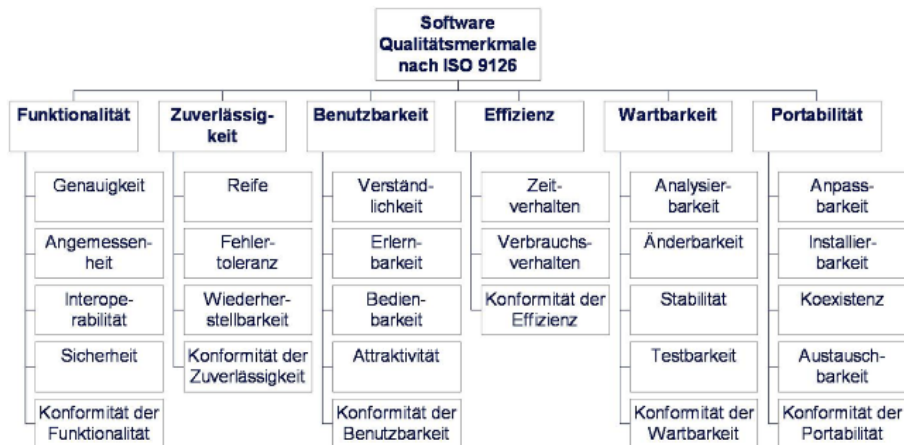 Software
Qualitätsmerkmale
nach ISO 9126
Funktionalität
Zuverlässig-
keit
Benutzbarkeit
Effizienz
Wartbarkeit
Portabilität
Genauigkeit
Angemessen-
heit
Interope-
rabilität
Sicherheit
Konformität der
Funktionalität
Reife
Fehler-
toleranz
Wiederher-
stellbarkeit
Konformität der
Zuverlässigkeit
Verständ-
lichkeit
Erlern-
barkeit
Bedien-
barkeit
Attraktivität
Konformität der
Benutzbarkeit
Zeit-
verhalten
Verbrauchs-
verhalten
Konformität der
Effizienz
Analysier-
barkeit
Änderbarkeit
Stabilität
Testbarkeit
Konformität der
Wartbarkeit
Anpass-
barkeit
Installier-
barkeit
Koexistenz
Austausch-
barkeit
Konformität der
Portabilität